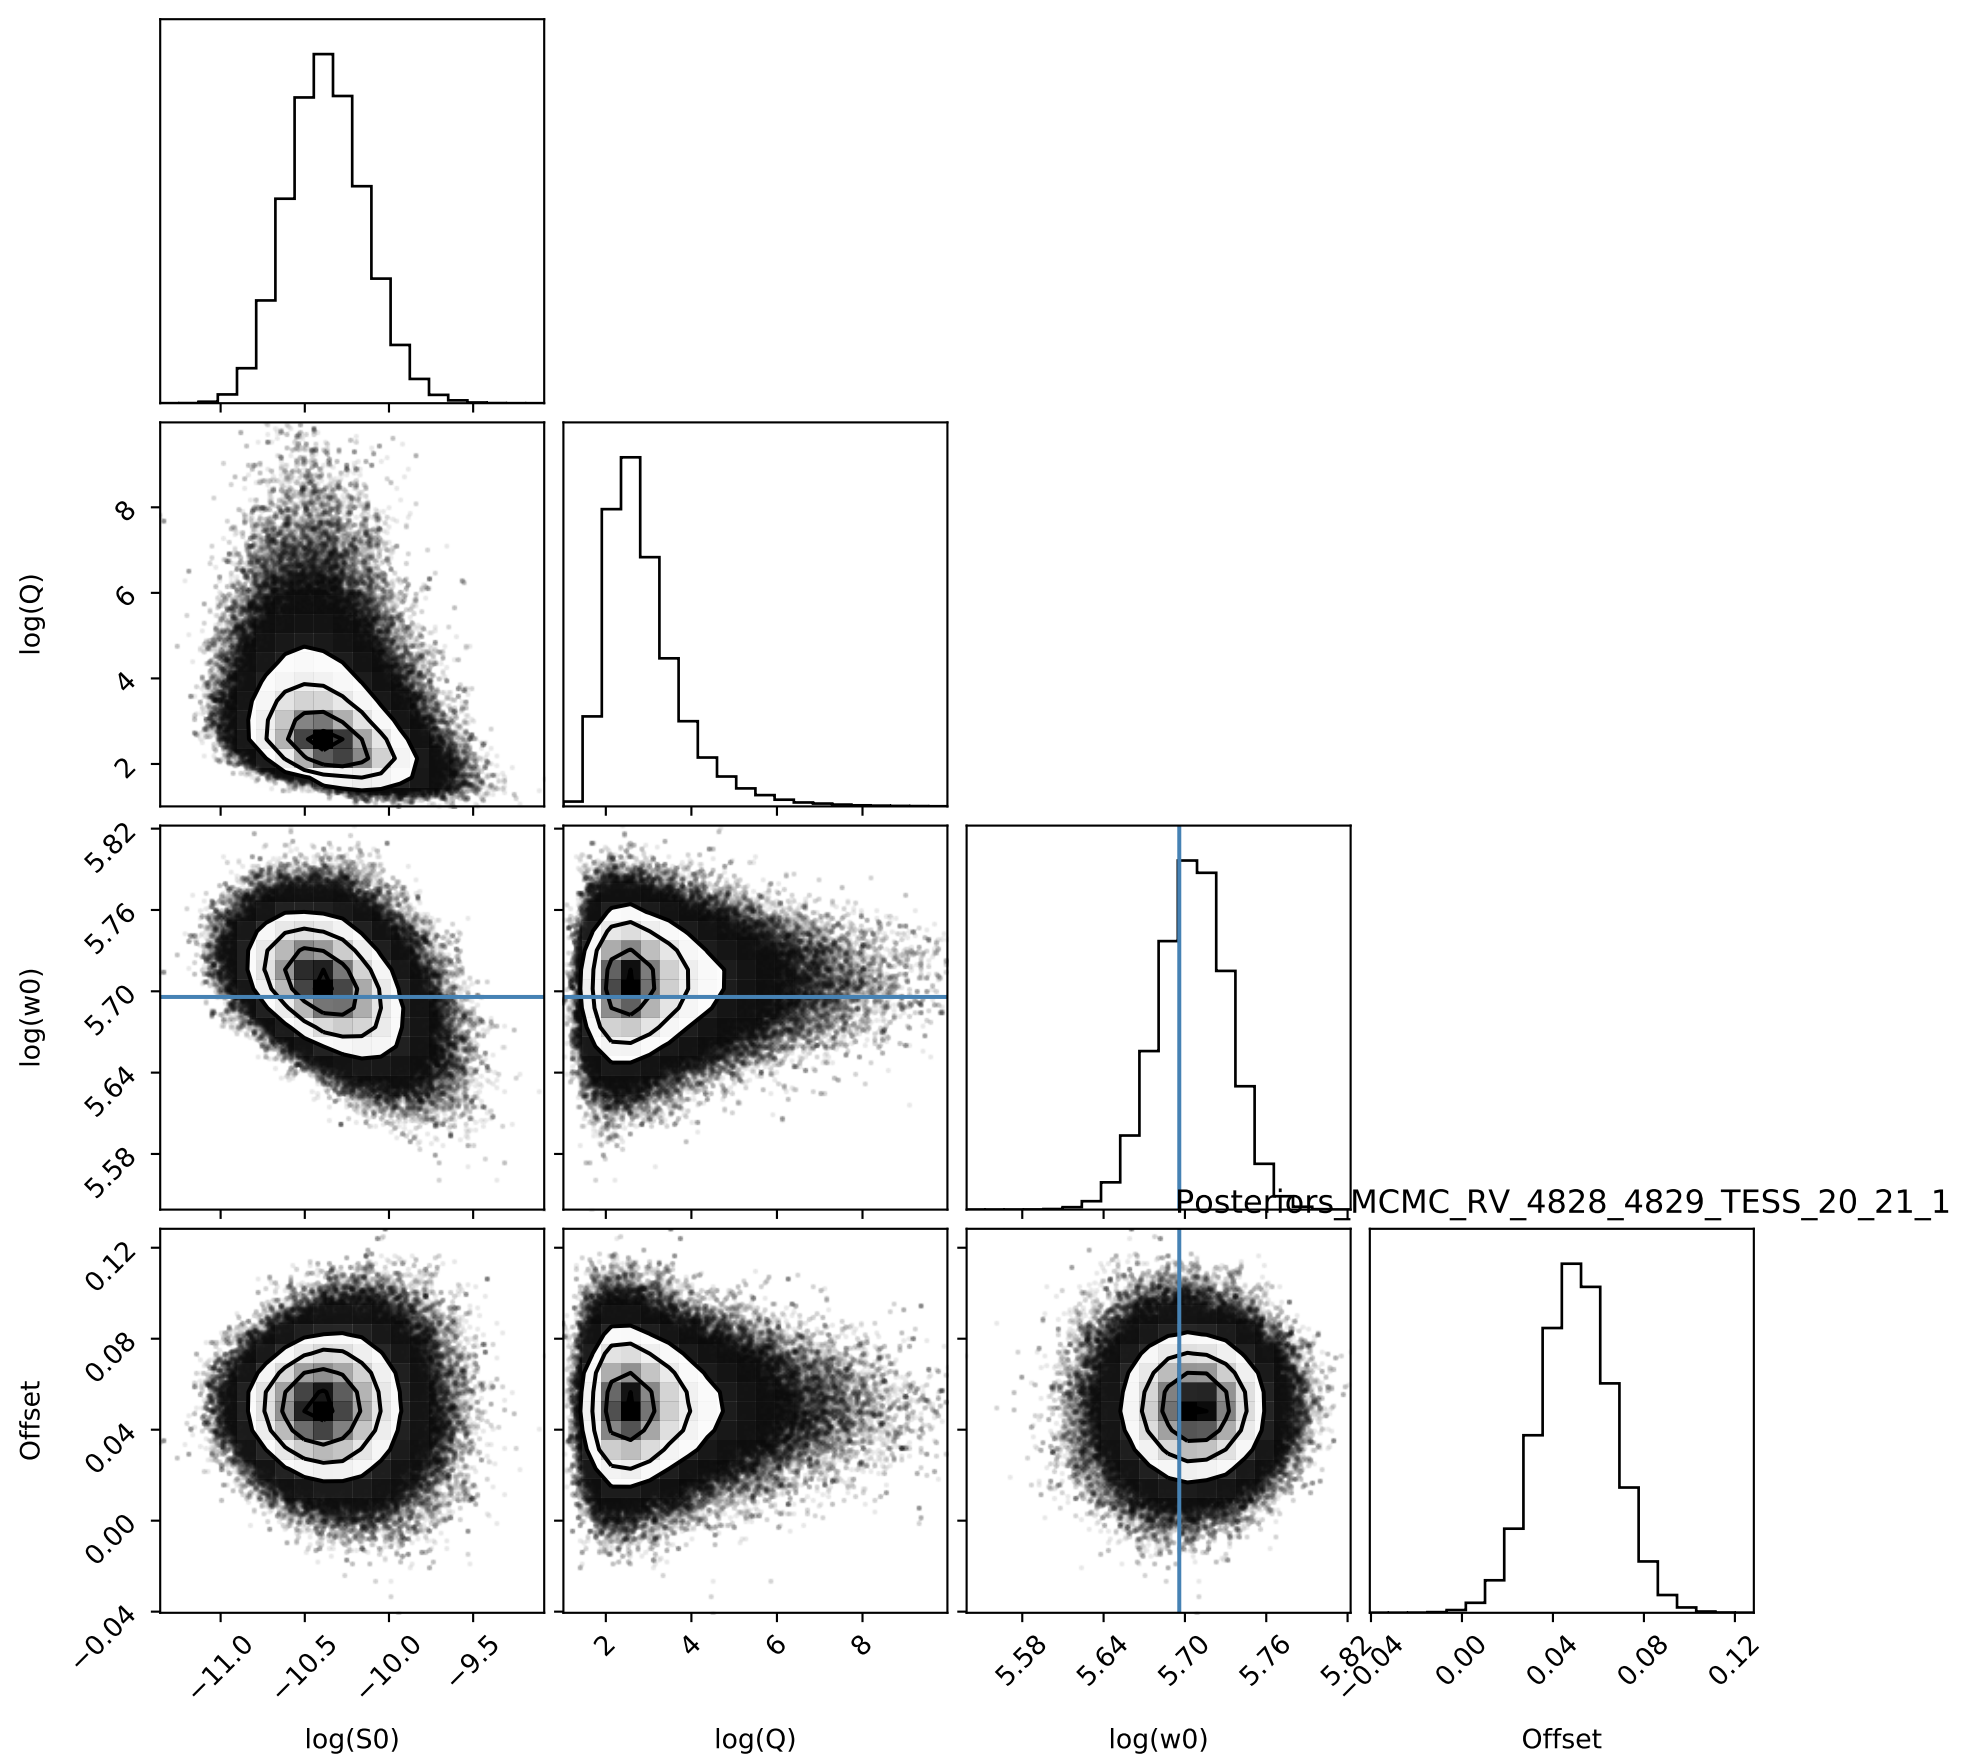 log(Q)
8
6
4
2
log(w0)
5.82
5.76
5.70
5.64
5.58
Posteriors_MCMC_RV_4828_4829_TESS_20_21_1
Offset
0.12
0.08
0.04
0.00
−0.04
−11.0 −10.5 −10.0 −9.5
2 4 6 8
5.58 5.64 5.70 5.76 5.82
−0.04 0.00 0.04 0.08 0.12
log(S0) log(Q) log(w0) Offset